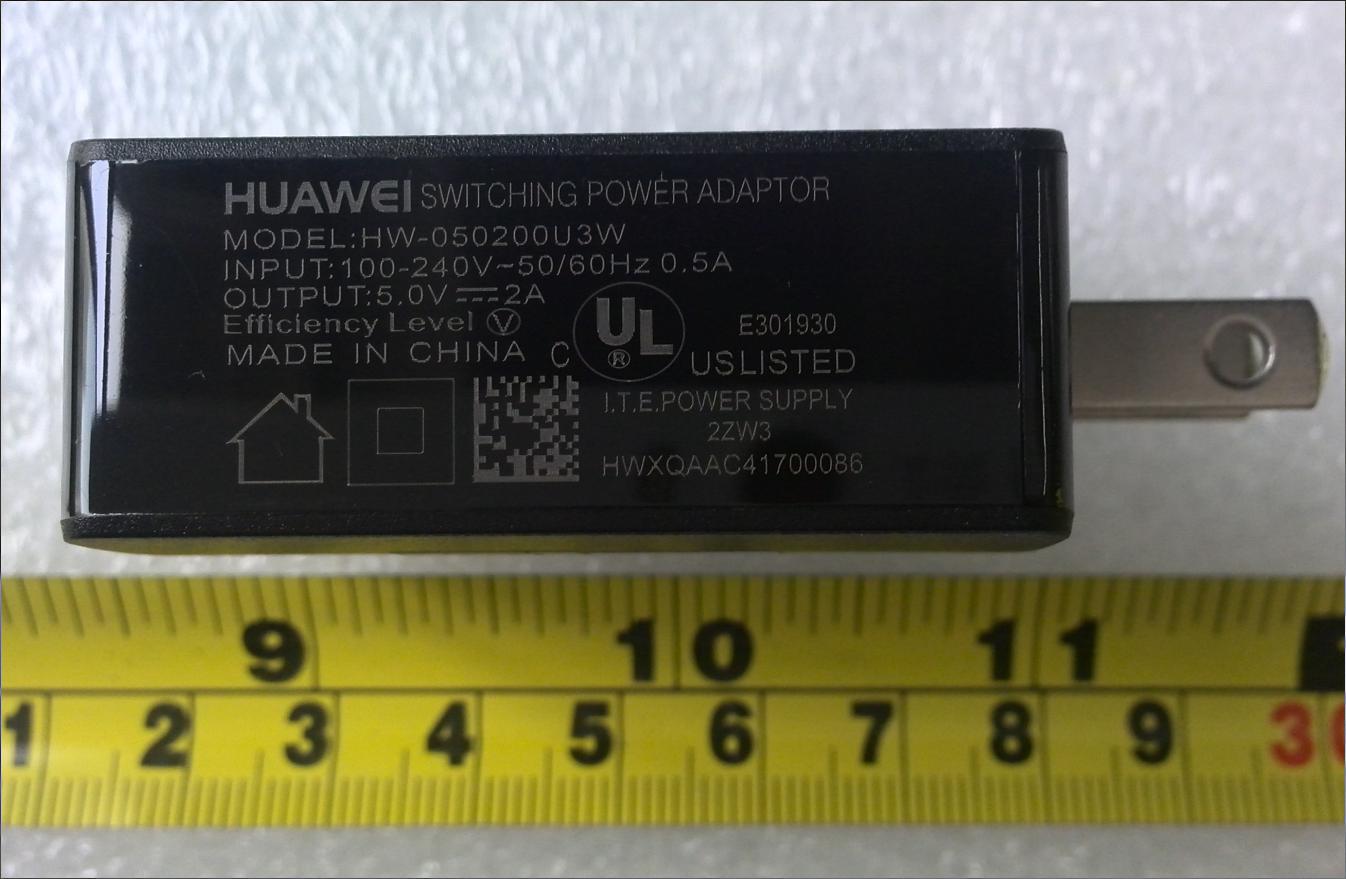 HUAWEI SWITCHING POWER ADAPTOR
MODEL:HW-050200U3W
INPUT:100-240V~50/60Hz 0.5A
OUTPUT:5.0V⎓2A
Efficiency Level Ⓥ
MADE IN CHINA
C UL® US LISTED
E301930
I.T.E.POWER SUPPLY
2ZW3
HWXQAAC41700086
9 10 11
1 2 3 4 5 6 7 8 9 30